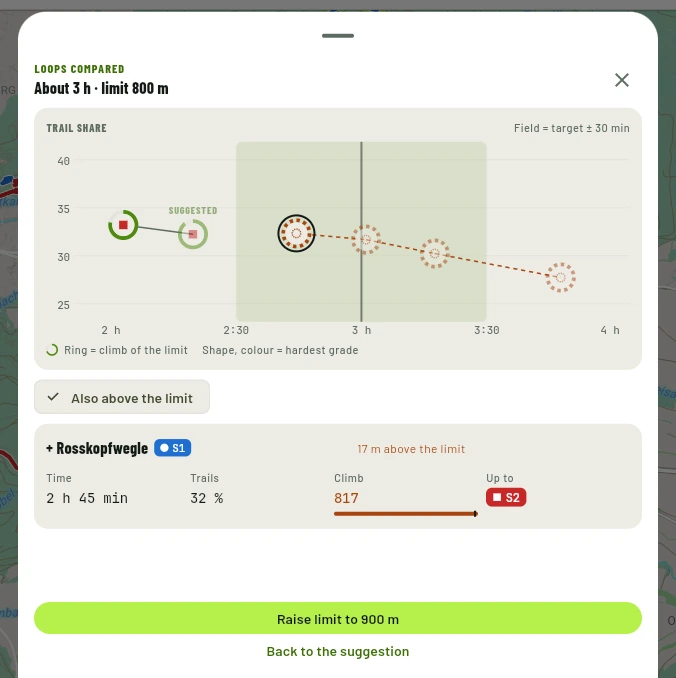 LOOPS COMPARED
About 3 h · limit 800 m
TRAIL SHARE
Field = target ± 30 min
40
35
SUGGESTED
30
25
2 h
2:30
3 h
3:30
4 h
Ring = climb of the limit
Shape, colour = hardest grade
Also above the limit
+ Rosskopfwegle
S1
17 m above the limit
Time
Trails
Climb
Up to
2 h 45 min
32 %
817
S2
Raise limit to 900 m
Back to the suggestion